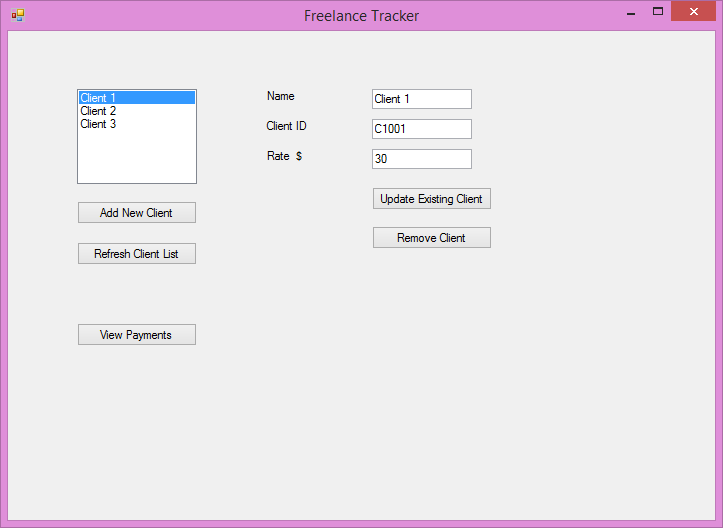 Freelance Tracker
Client 1
Client 2
Client 3
Add New Client
Refresh Client List
View Payments
Name
Client 1
Client ID
C1001
Rate $
30
Update Existing Client
Remove Client